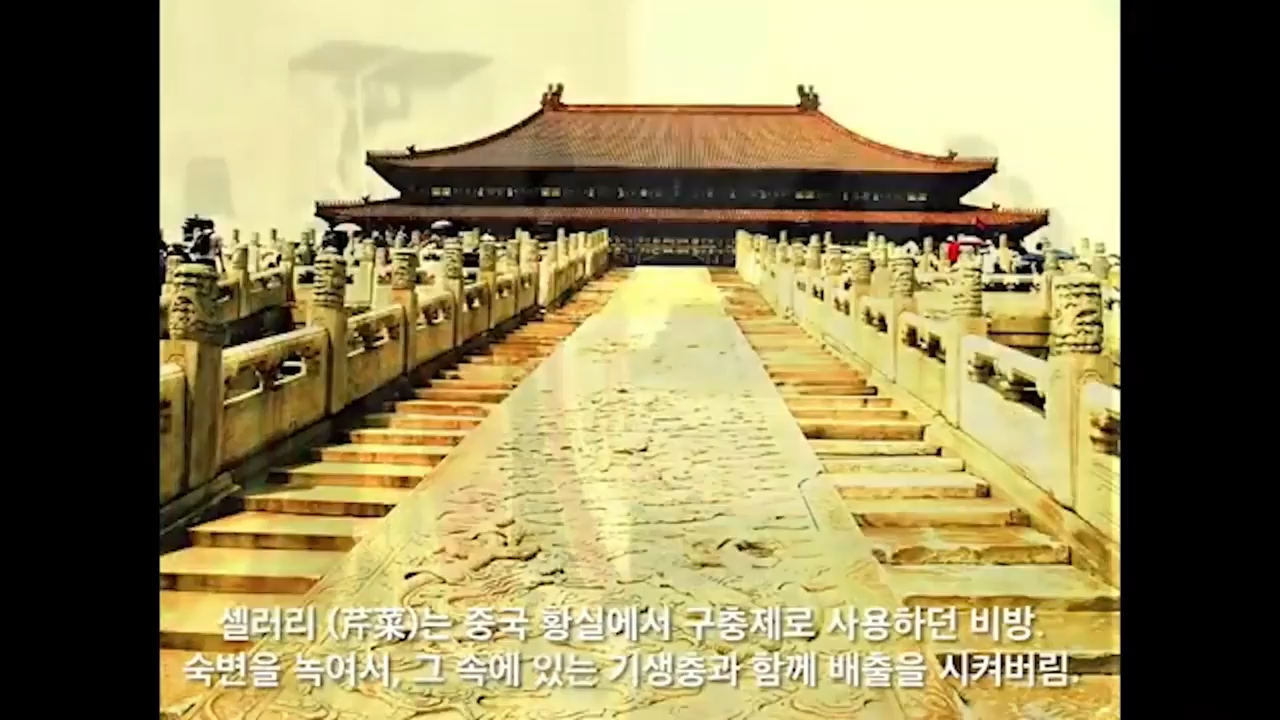 셀러리 (芹菜)는 중국 황실에서 구충제로 사용하던 비방.
숙변을 녹여서, 그 속에 있는 기생충과 함께 배출을 시켜버림.